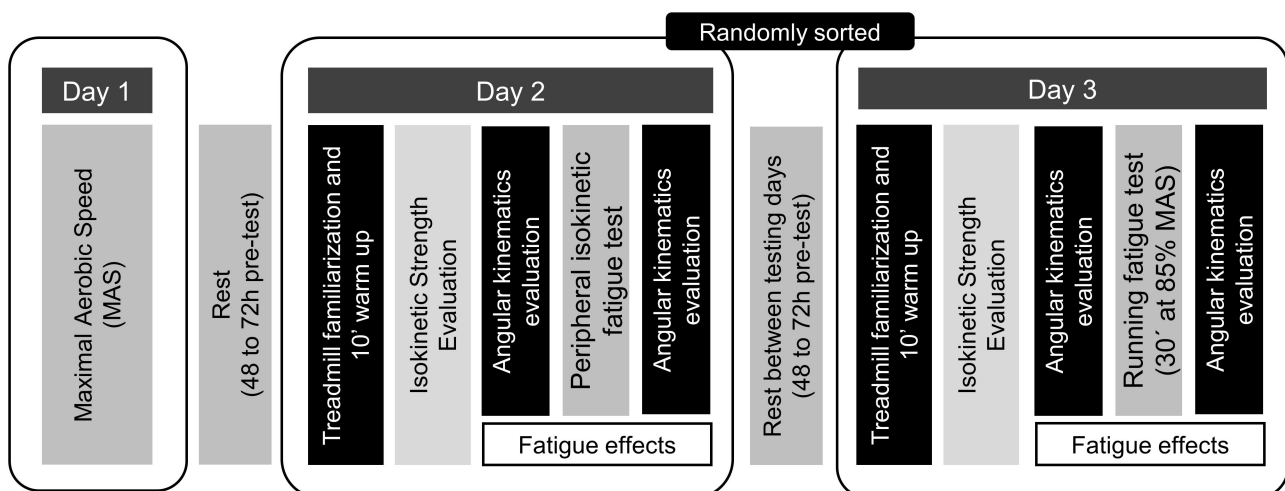 Randomly sorted
Day 1
Maximal Aerobic Speed
(MAS)
Rest
(48 to 72h pre-test)
Day 2
Treadmill familiarization and
10’ warm up
Isokinetic Strength
Evaluation
Angular kinematics
evaluation
Peripheral isokinetic
fatigue test
Angular kinematics
evaluation
Fatigue effects
Rest between testing days
(48 to 72h pre-test)
Day 3
Treadmill familiarization and
10’ warm up
Isokinetic Strength
Evaluation
Angular kinematics
evaluation
Running fatigue test
(30´ at 85% MAS)
Angular kinematics
evaluation
Fatigue effects